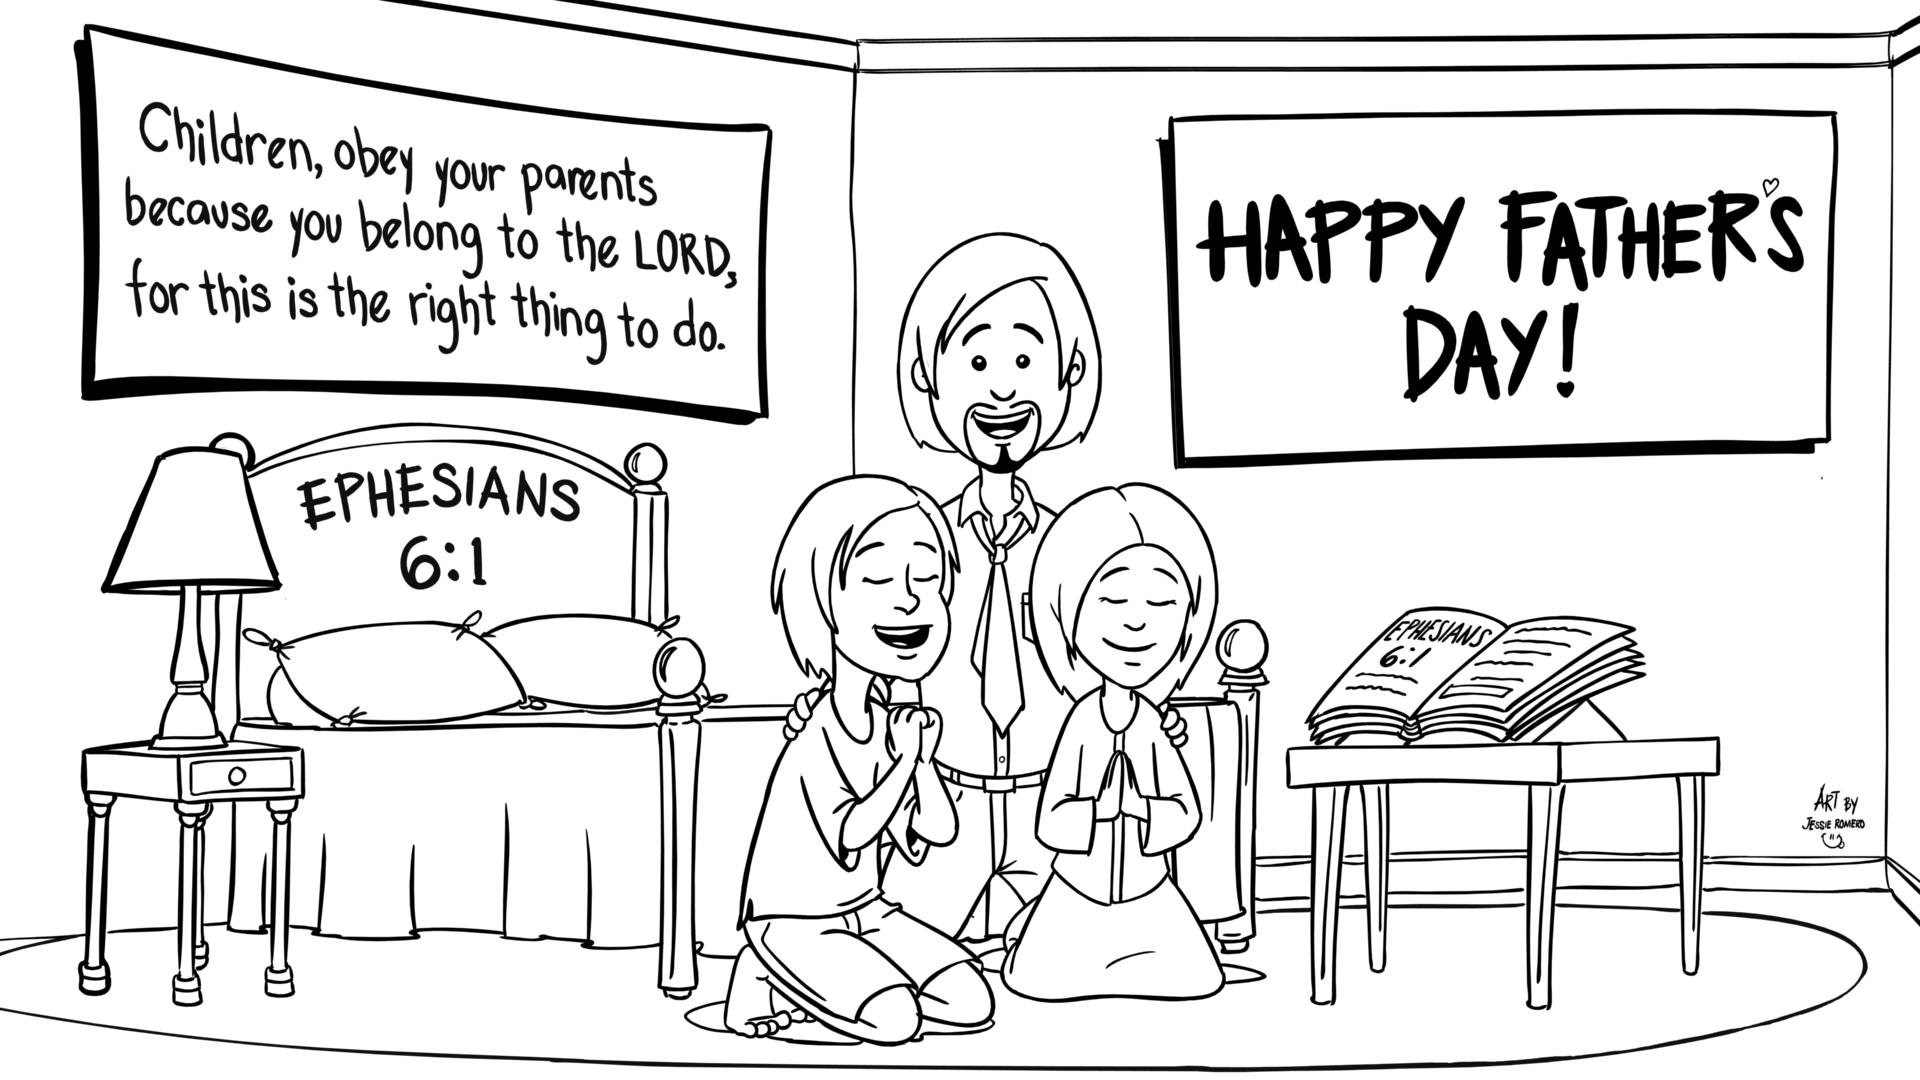 Children, obey your parents
because you belong to the LORD,
for this is the right thing to do.
HAPPY FATHER'S
DAY!
EPHESIANS
6:1
EPHESIANS
6:1
ART BY
JESSIE ROMERO